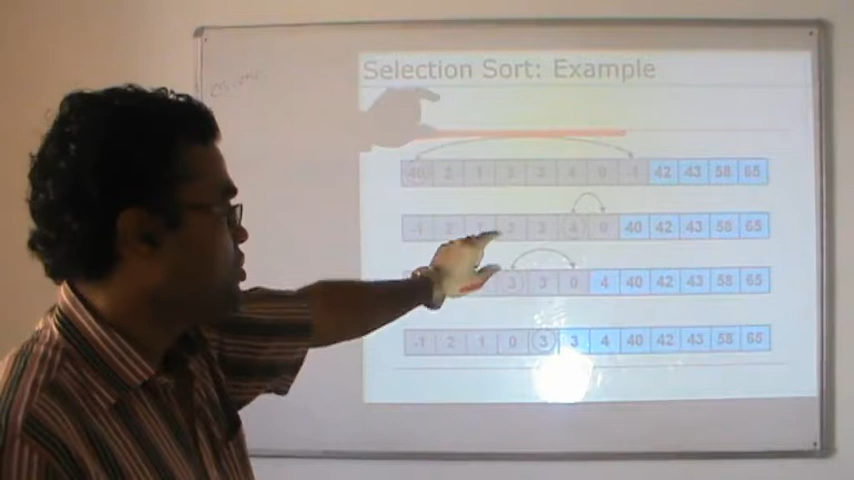 Selection Sort: Example
40 2 1 3 3 4 0 -1 42 43 58 65
-1 2 1 3 3 4 0 40 42 43 58 65
3 3 0 4 40 42 43 58 65
-1 2 1 0 3 3 4 40 42 43 58 65